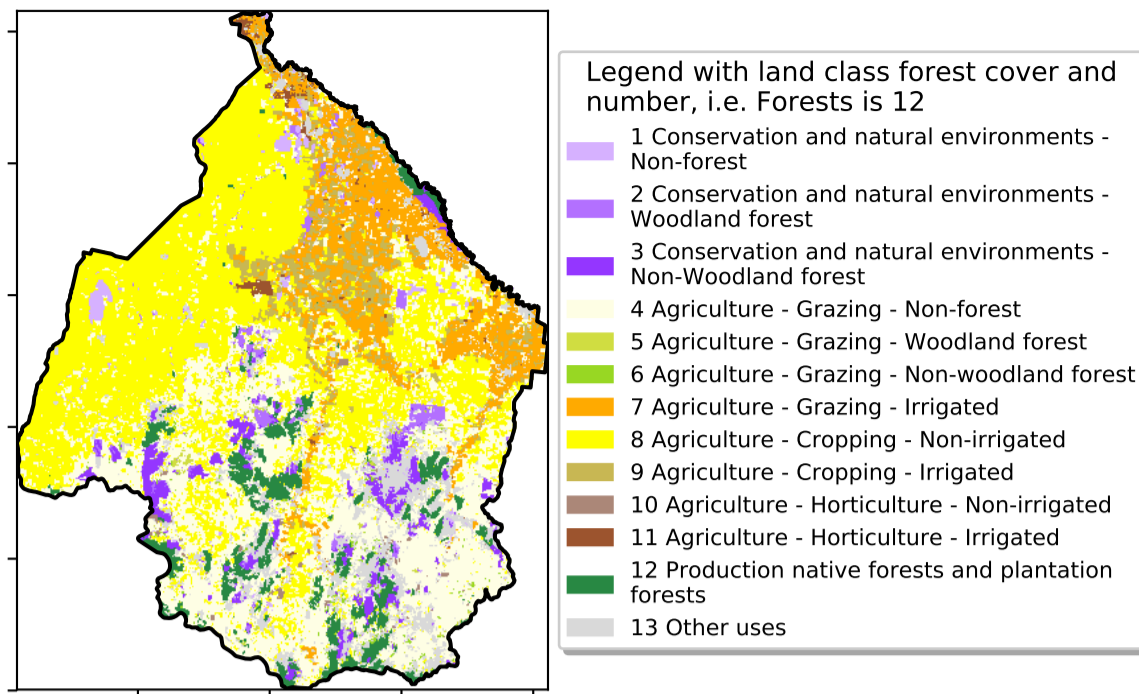 Legend with land class forest cover and
number, i.e. Forests is 12
1 Conservation and natural environments -
Non-forest
2 Conservation and natural environments -
Woodland forest
3 Conservation and natural environments -
Non-Woodland forest
4 Agriculture - Grazing - Non-forest
5 Agriculture - Grazing - Woodland forest
6 Agriculture - Grazing - Non-woodland forest
7 Agriculture - Grazing - Irrigated
8 Agriculture - Cropping - Non-irrigated
9 Agriculture - Cropping - Irrigated
10 Agriculture - Horticulture - Non-irrigated
11 Agriculture - Horticulture - Irrigated
12 Production native forests and plantation
forests
13 Other uses